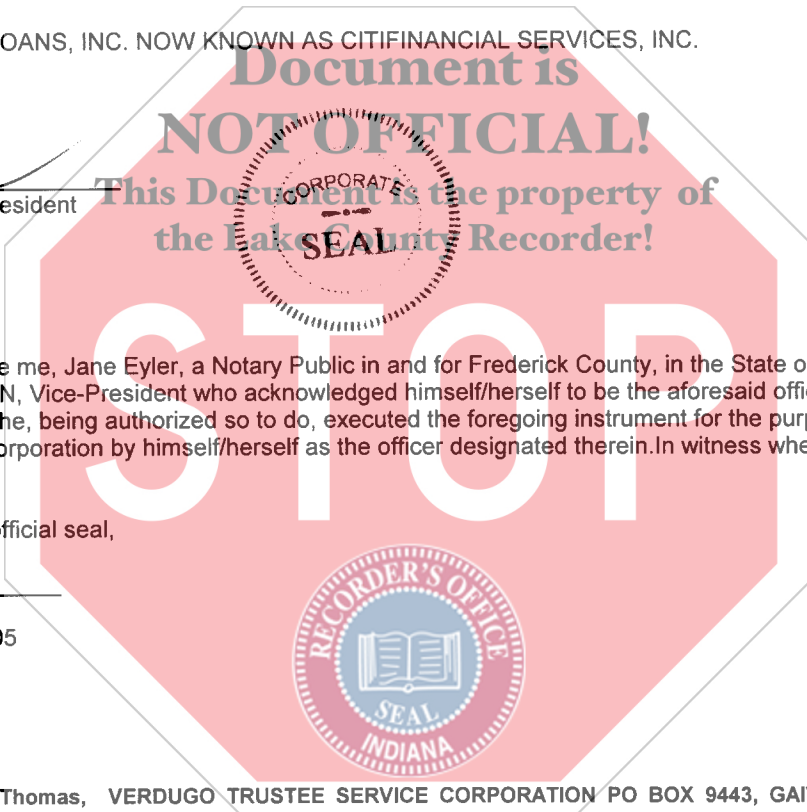 OANS, INC. NOW KNOWN AS CITIFINANCIAL SERVICES, INC.
Document is
NOT OFFICIAL!
This Document is the property of
the Lake County Recorder!
CORPORATE
SEAL
esident
STOP
e me, Jane Eyler, a Notary Public in and for Frederick County, in the State o
N, Vice-President who acknowledged himself/herself to be the aforesaid offi
he, being authorized so to do, executed the foregoing instrument for the pur
orporation by himself/herself as the officer designated therein.In witness whe
fficial seal,
95
RECORDER'S OFFICE
SEAL
INDIANA
Thomas, VERDUGO TRUSTEE SERVICE CORPORATION PO BOX 9443, GAI